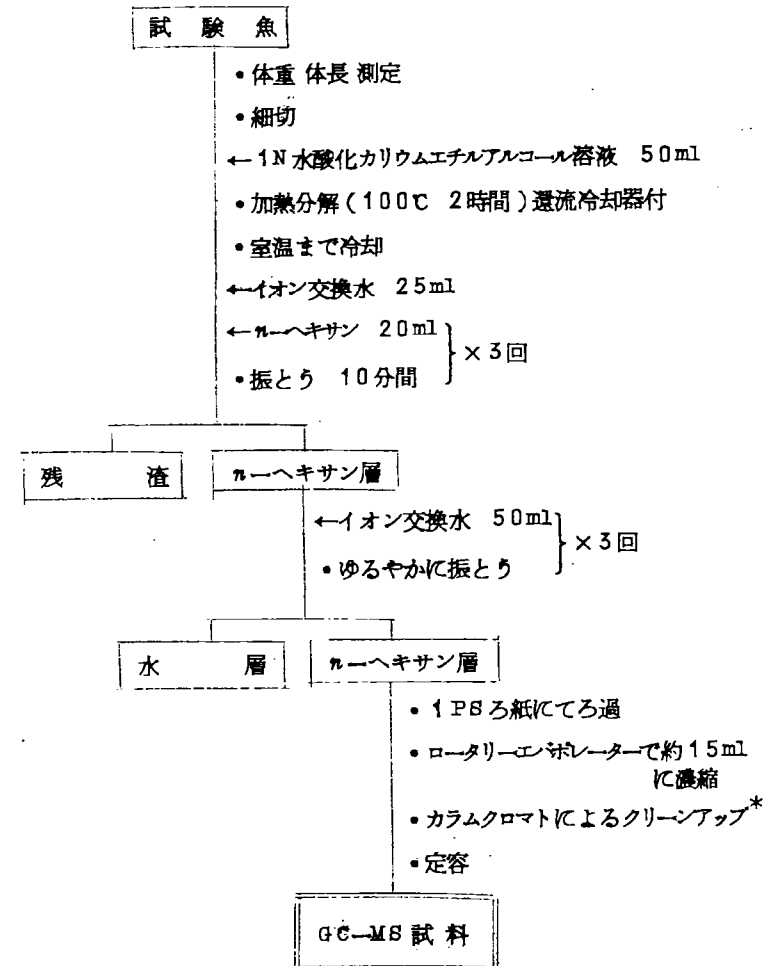 試験魚
・体重 体長 測定
・細切
←1N水酸化カリウムエチルアルコール溶液 50ml
・加熱分解(100℃ 2時間)還流冷却器付
・室温まで冷却
←イオン交換水 25ml
←n-ヘキサン 20ml
・振とう 10分間
×3回
残渣
n-ヘキサン層
←イオン交換水 50ml
・ゆるやかに振とう
×3回
水層
n-ヘキサン層
・1PSろ紙にてろ過
・ロータリーエバポレーターで約15ml
に濃縮
・カラムクロマトによるクリーンアップ*
・定容
GC-MS試料